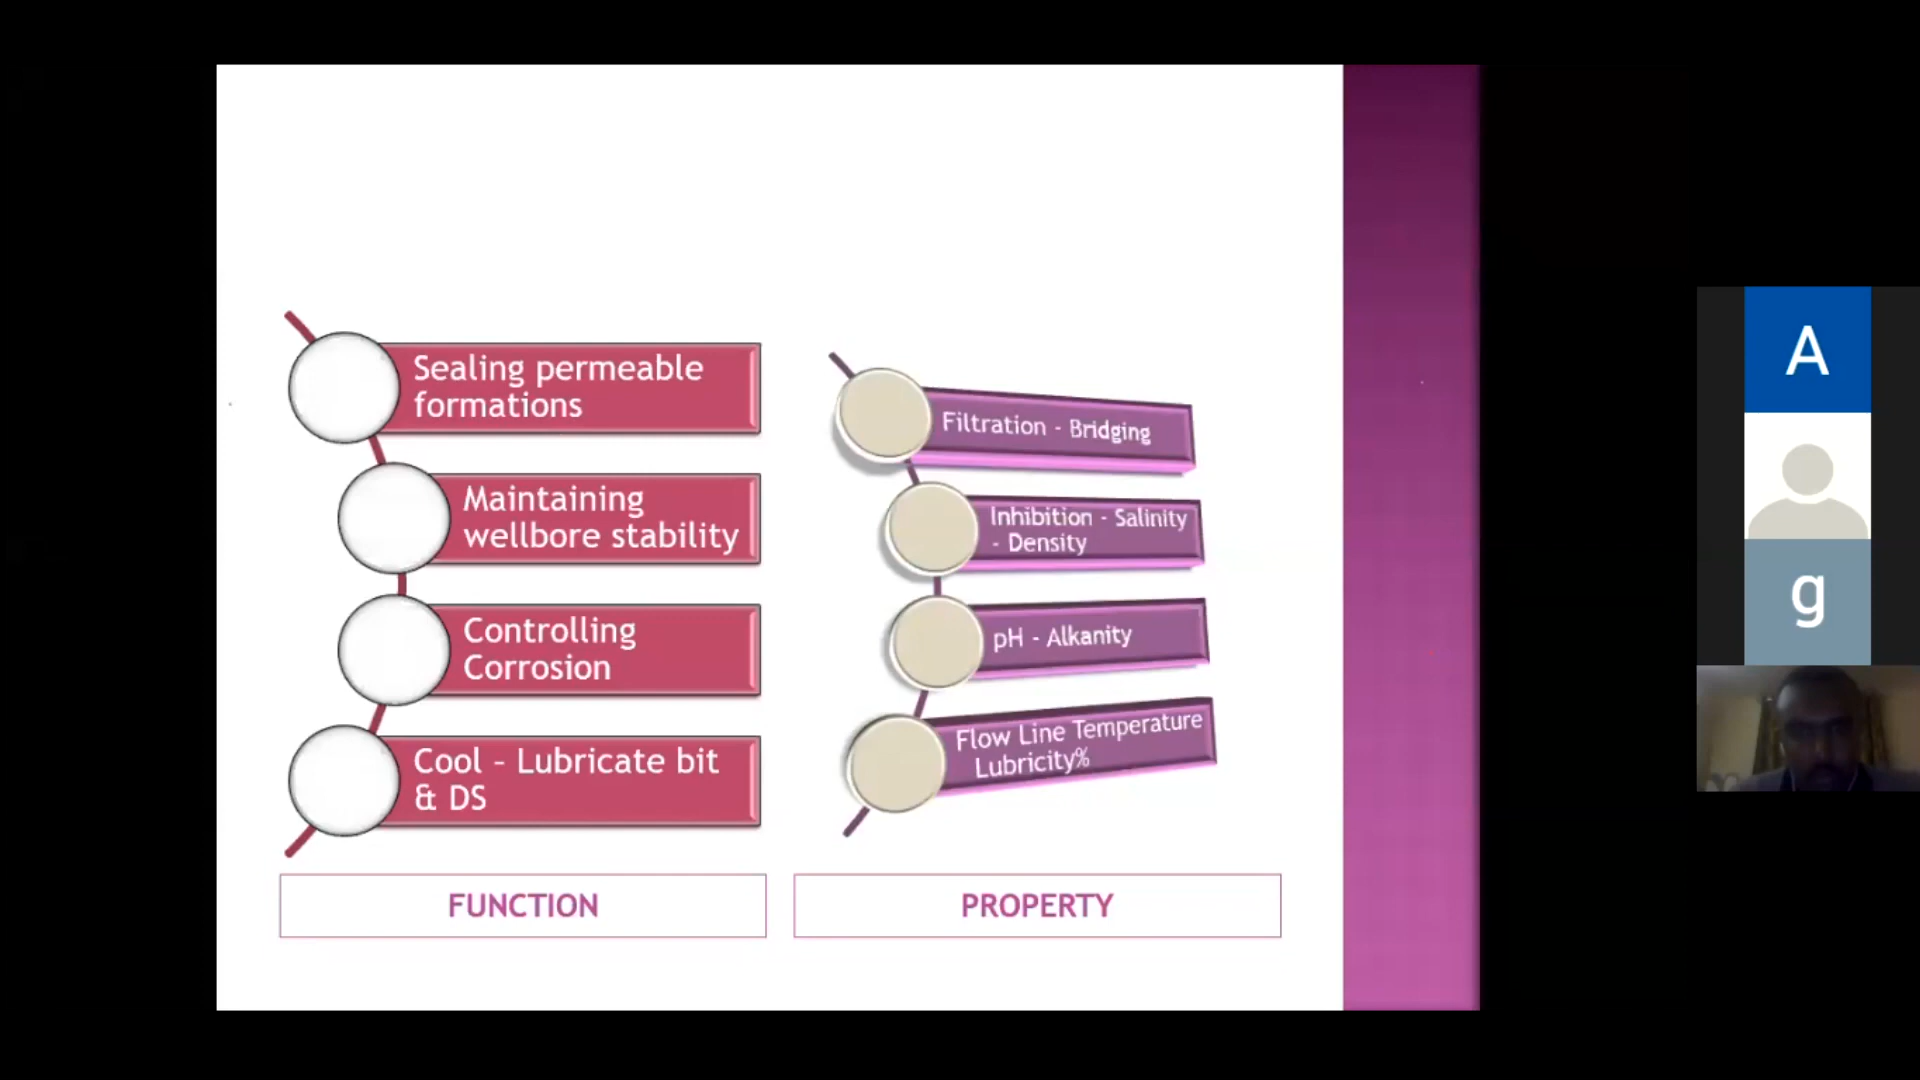 Sealing permeable
formations
Maintaining
wellbore stability
Controlling
Corrosion
Cool - Lubricate bit
& DS
FUNCTION
Filtration - Bridging
Inhibition - Salinity
- Density
pH - Alkanity
Flow Line Temperature
Lubricity%
PROPERTY
A
g